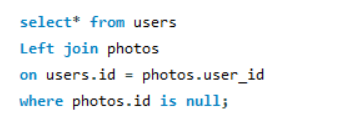 select* from users
Left join photos
on users.id = photos.user_id
where photos.id is null;